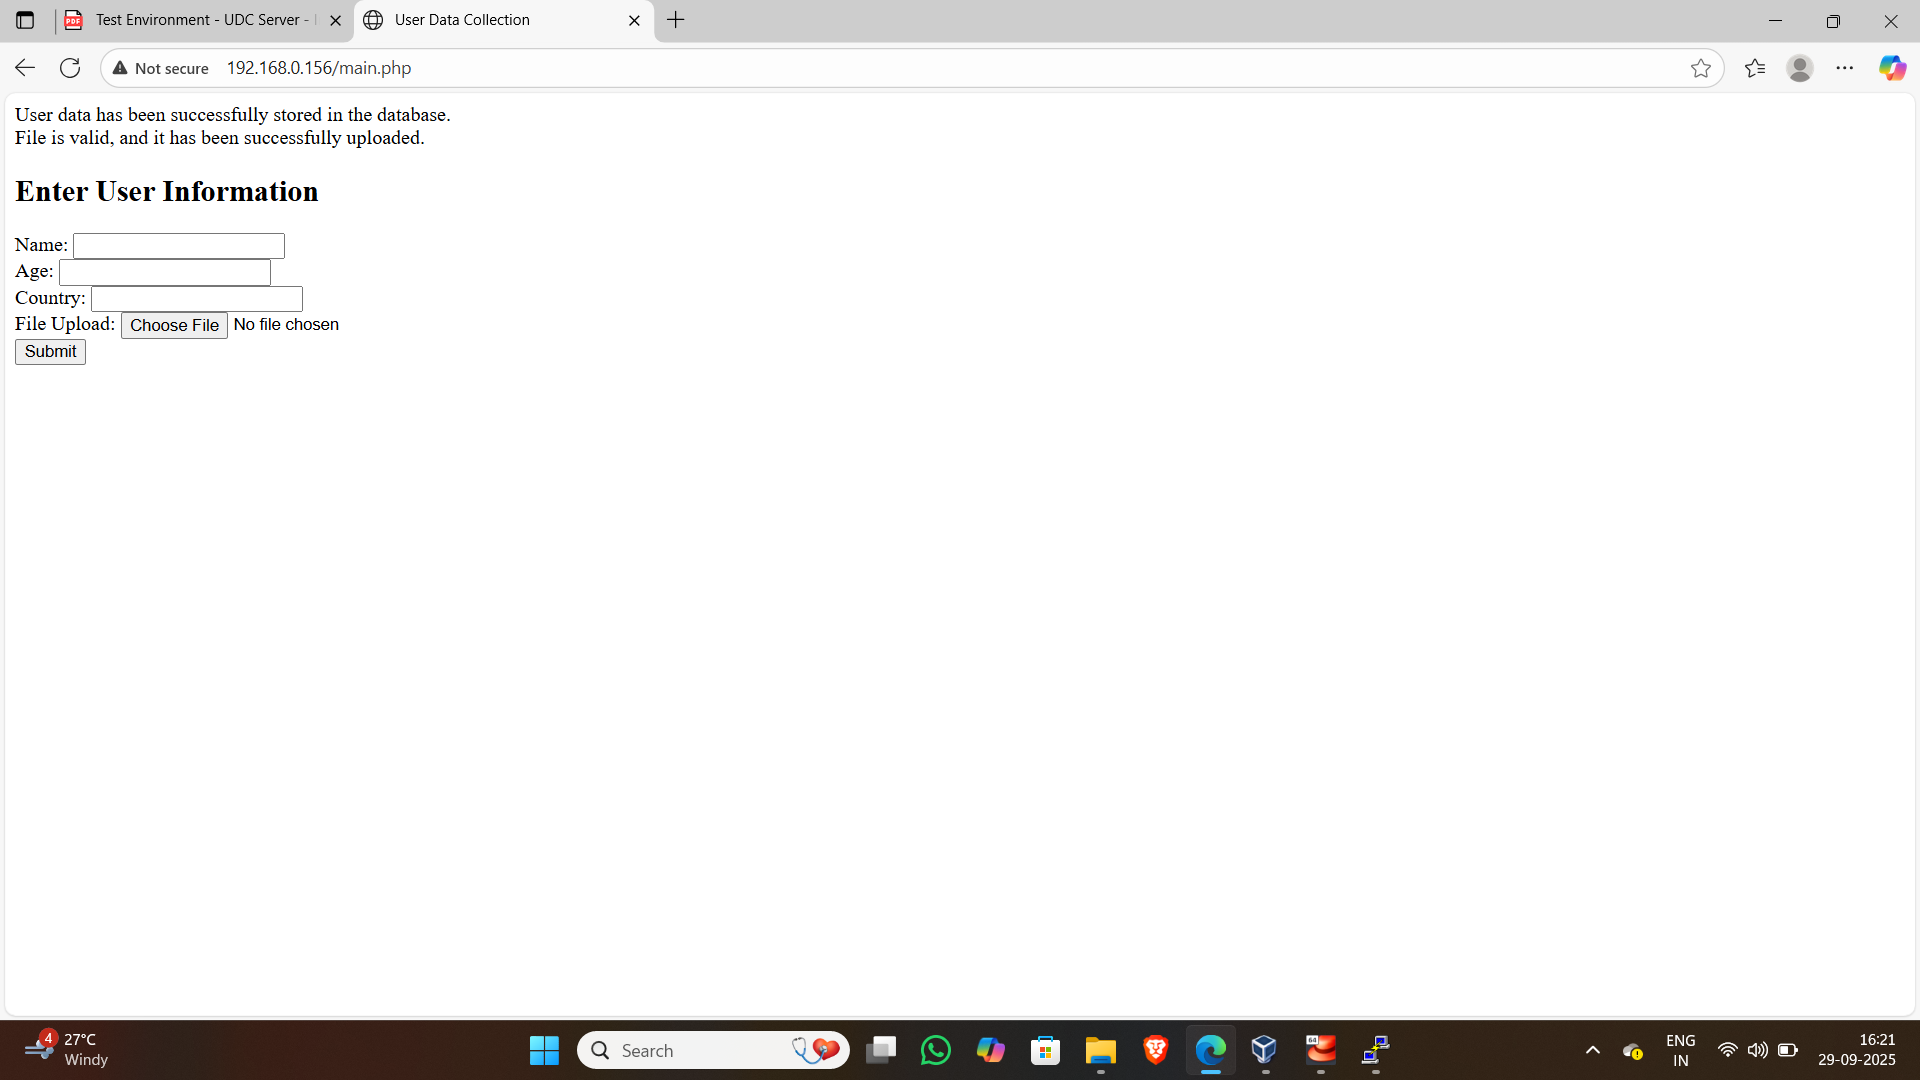 Test Environment - UDC Server -
User Data Collection
Not secure
192.168.0.156/main.php
User data has been successfully stored in the database.
File is valid, and it has been successfully uploaded.
Enter User Information
Name:
Age:
Country:
File Upload: Choose File No file chosen
Submit
4
27°C
Windy
Search
64
ENG
IN
16:21
29-09-2025